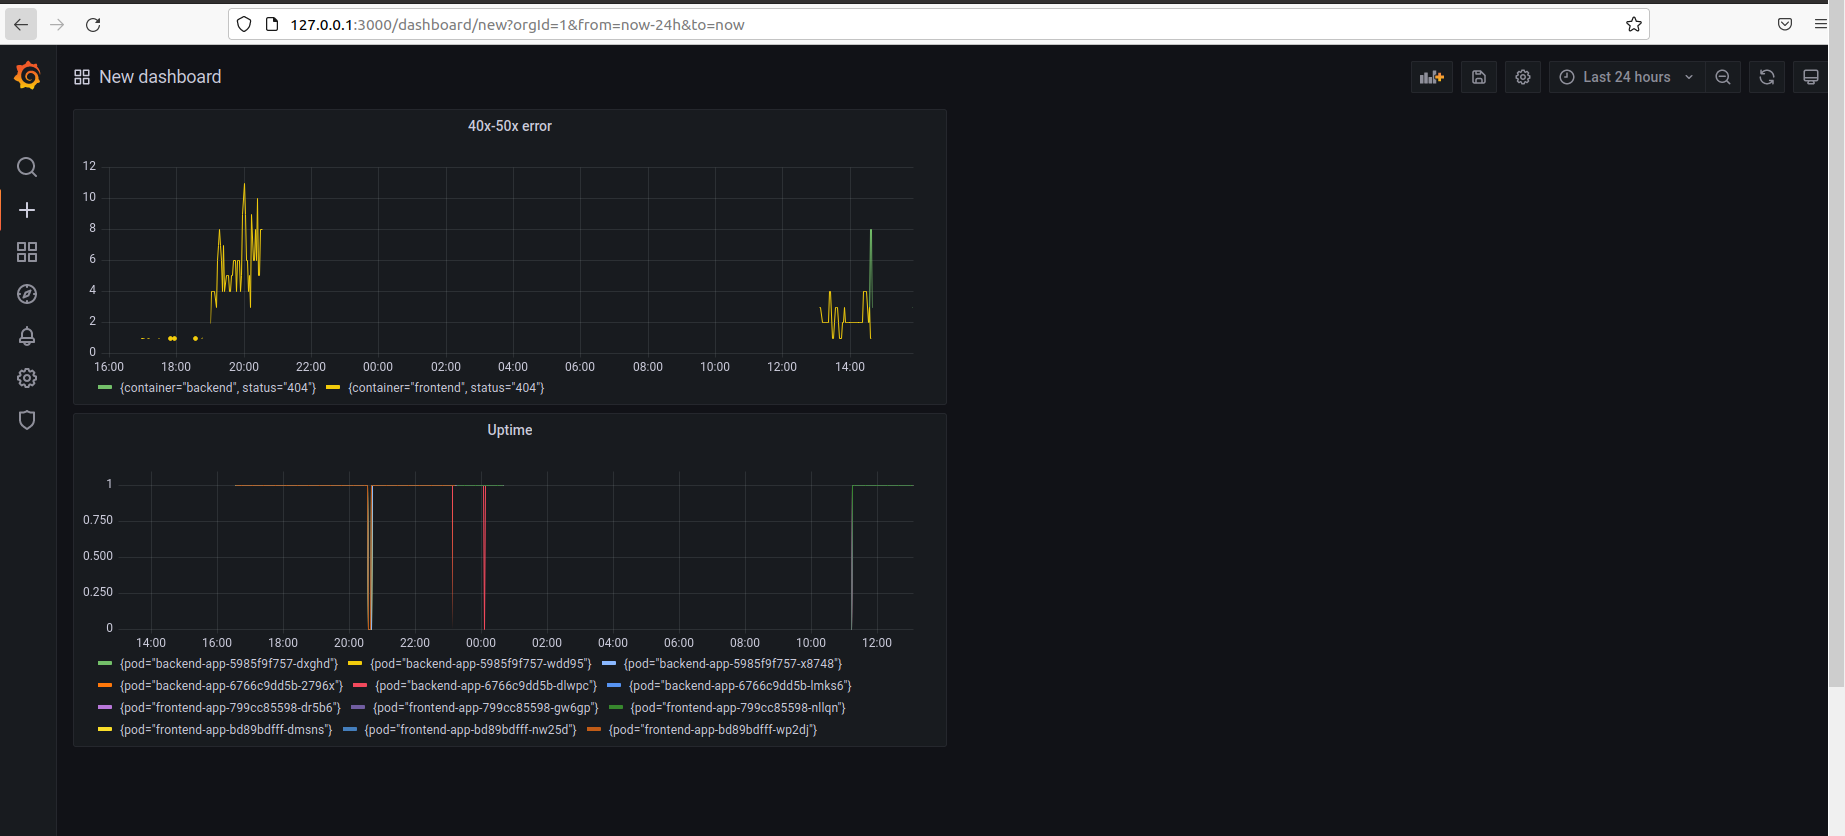 127.0.0.1:3000/dashboard/new?orgId=1&from=now-24h&to=now
New dashboard
Last 24 hours
40x-50x error
12
10
8
6
4
2
0
16:00 18:00 20:00 22:00 00:00 02:00 04:00 06:00 08:00 10:00 12:00 14:00
{container="backend", status="404"} {container="frontend", status="404"}
Uptime
1
0.750
0.500
0.250
0
14:00 16:00 18:00 20:00 22:00 00:00 02:00 04:00 06:00 08:00 10:00 12:00
{pod="backend-app-5985f9f757-dxghd"} {pod="backend-app-5985f9f757-wdd95"} {pod="backend-app-5985f9f757-x8748"}
{pod="backend-app-6766c9dd5b-2796x"} {pod="backend-app-6766c9dd5b-dlwpc"} {pod="backend-app-6766c9dd5b-lmks6"}
{pod="frontend-app-799cc85598-dr5b6"} {pod="frontend-app-799cc85598-gw6gp"} {pod="frontend-app-799cc85598-nllqn"}
{pod="frontend-app-bd89bdfff-dmsns"} {pod="frontend-app-bd89bdfff-nw25d"} {pod="frontend-app-bd89bdfff-wp2dj"}